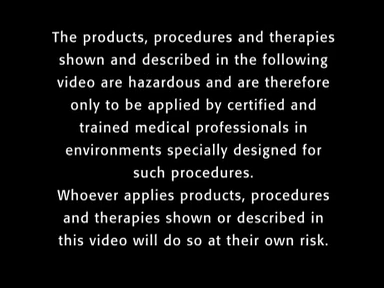 The products, procedures and therapies
shown and described in the following
video are hazardous and are therefore
only to be applied by certified and
trained medical professionals in
environments specially designed for
such procedures.
Whoever applies products, procedures
and therapies shown or described in
this video will do so at their own risk.